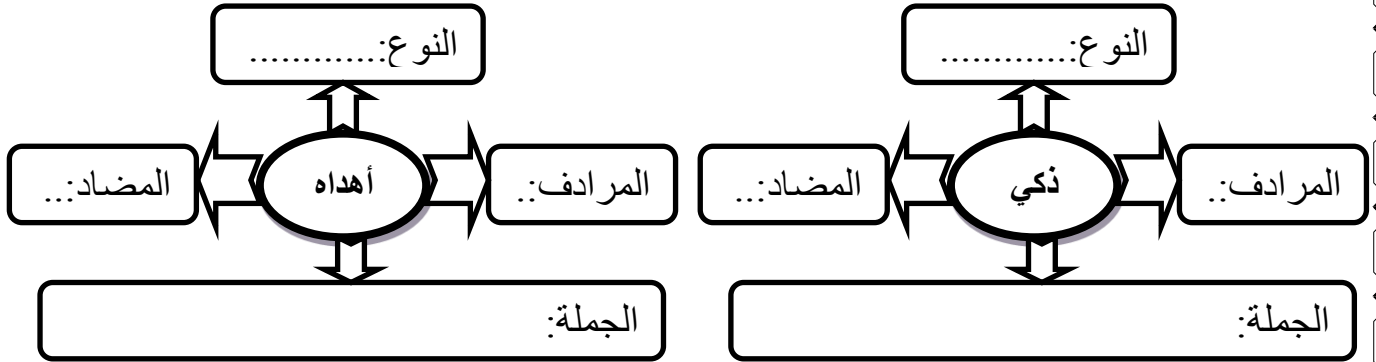 النوع:.............
المرادف:..
ذكي
المضاد:...
الجملة:
النوع:............
المرادف:..
أهداه
المضاد:..
الجملة: